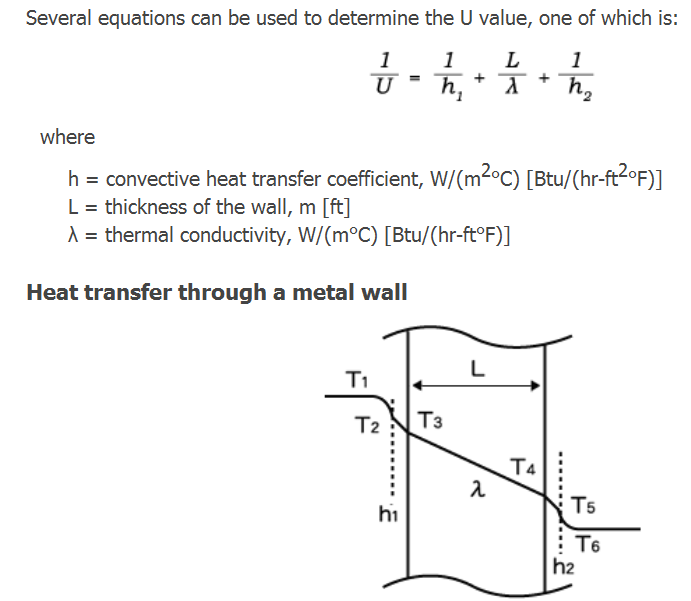 Several equations can be used to determine the U value, one of which is:
1/U = 1/h₁ + L/λ + 1/h₂
where
h = convective heat transfer coefficient, W/(m²°C) [Btu/(hr-ft²°F)]
L = thickness of the wall, m [ft]
λ = thermal conductivity, W/(m°C) [Btu/(hr-ft°F)]
Heat transfer through a metal wall
L
T1
T2 T3
T4
λ
h1
T5
T6
h2